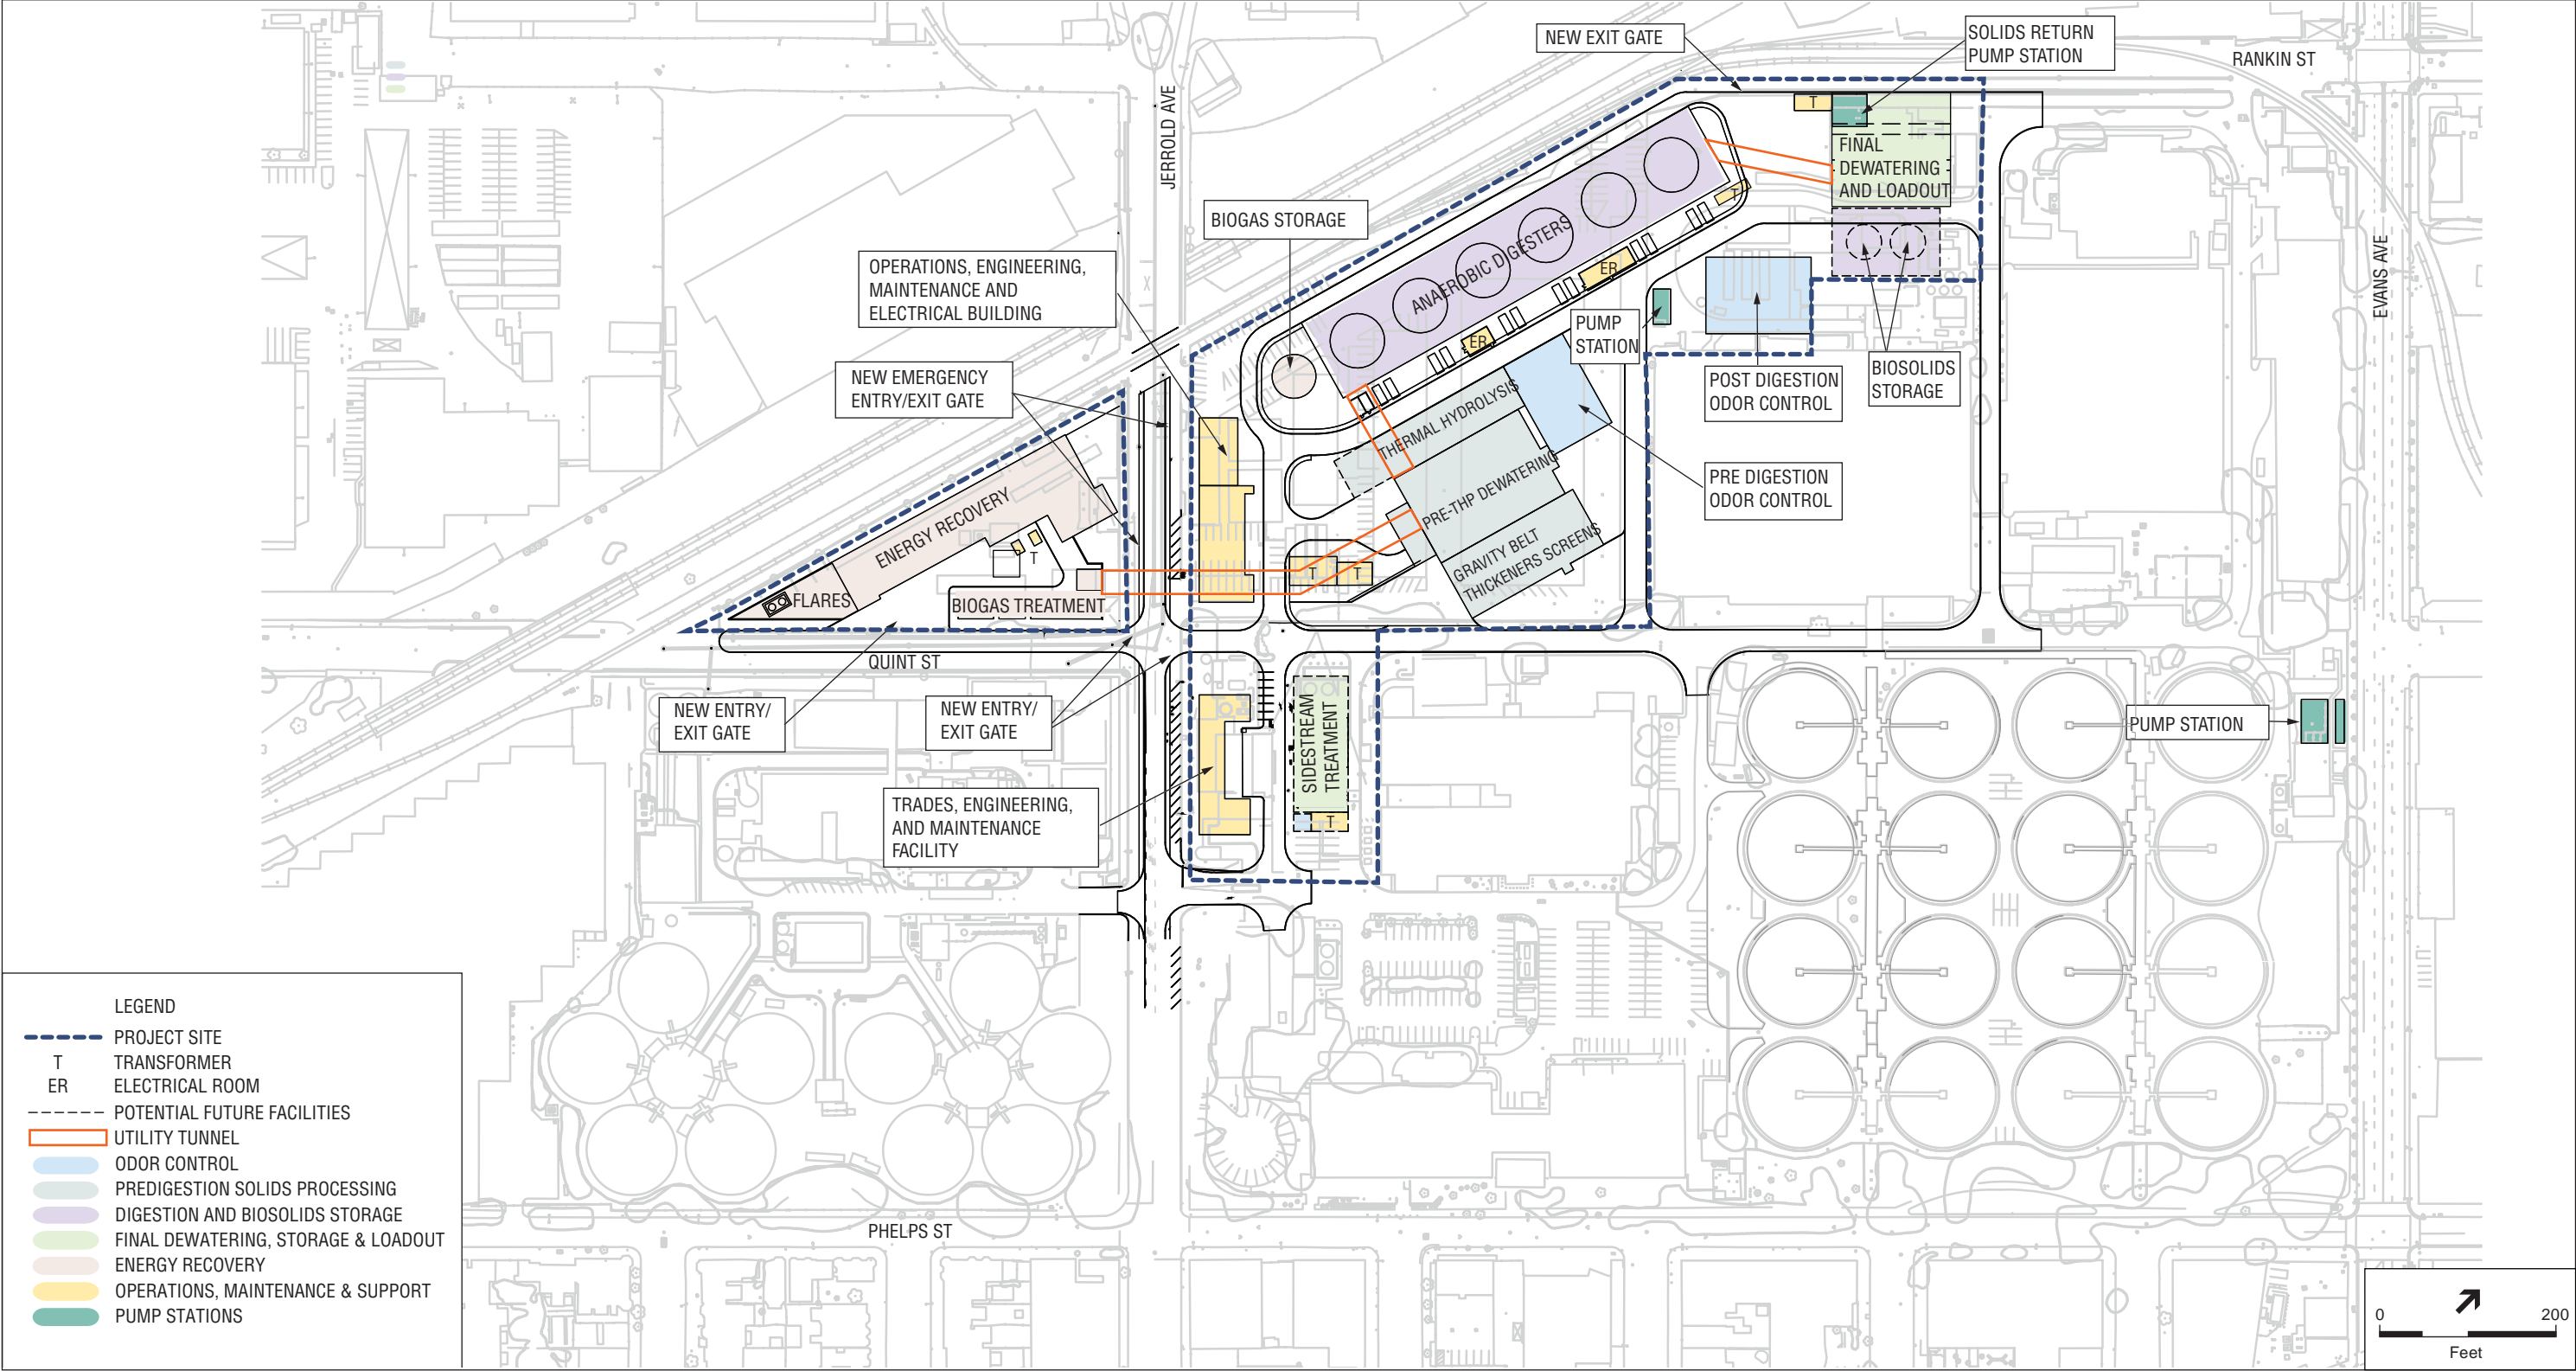 NEW EXIT GATE
SOLIDS RETURN
PUMP STATION
RANKIN ST
JERROLD AVE
T
FINAL
DEWATERING
AND LOADOUT
T
BIOGAS STORAGE
ANAEROBIC DIGESTERS
EVANS AVE
OPERATIONS, ENGINEERING,
MAINTENANCE AND
ELECTRICAL BUILDING
ER
ER
PUMP
STATION
POST DIGESTION
ODOR CONTROL
BIOSOLIDS
STORAGE
NEW EMERGENCY
ENTRY/EXIT GATE
THERMAL HYDROLYSIS
PRE DIGESTION
ODOR CONTROL
PRE-THP DEWATERING
ENERGY RECOVERY
T
GRAVITY BELT
THICKENERS SCREENS
T
T
FLARES
BIOGAS TREATMENT
QUINT ST
NEW ENTRY/
EXIT GATE
NEW ENTRY/
EXIT GATE
SIDESTREAM
TREATMENT
PUMP STATION
TRADES, ENGINEERING,
AND MAINTENANCE
FACILITY
T
PHELPS ST
LEGEND
PROJECT SITE
T TRANSFORMER
ER ELECTRICAL ROOM
POTENTIAL FUTURE FACILITIES
UTILITY TUNNEL
ODOR CONTROL
PREDIGESTION SOLIDS PROCESSING
DIGESTION AND BIOSOLIDS STORAGE
FINAL DEWATERING, STORAGE & LOADOUT
ENERGY RECOVERY
OPERATIONS, MAINTENANCE & SUPPORT
PUMP STATIONS
0 200
Feet